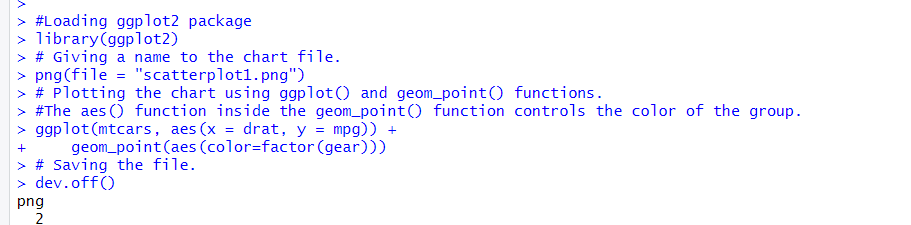 >
> #Loading ggplot2 package
> library(ggplot2)
> # Giving a name to the chart file.
> png(file = "scatterplot1.png")
> # Plotting the chart using ggplot() and geom_point() functions.
> #The aes() function inside the geom_point() function controls the color of the group.
> ggplot(mtcars, aes(x = drat, y = mpg)) +
+     geom_point(aes(color=factor(gear)))
> # Saving the file.
> dev.off()
png
  2